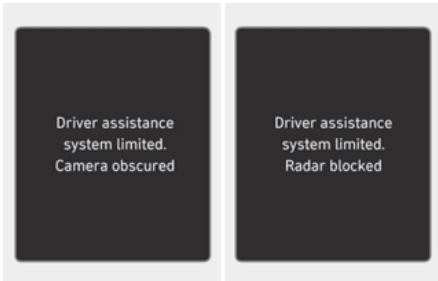 Driver assistance
system limited.
Camera obscured
Driver assistance
system limited.
Radar blocked